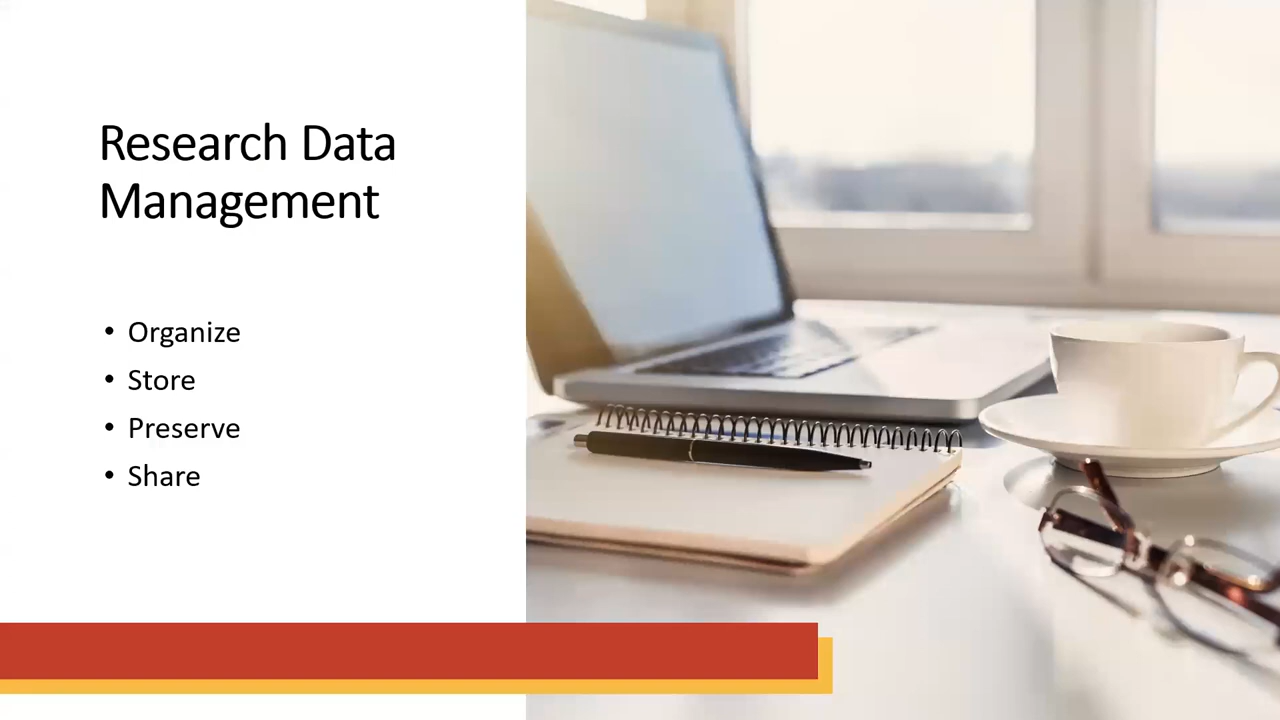 Research Data
Management
• Organize
• Store
• Preserve
• Share